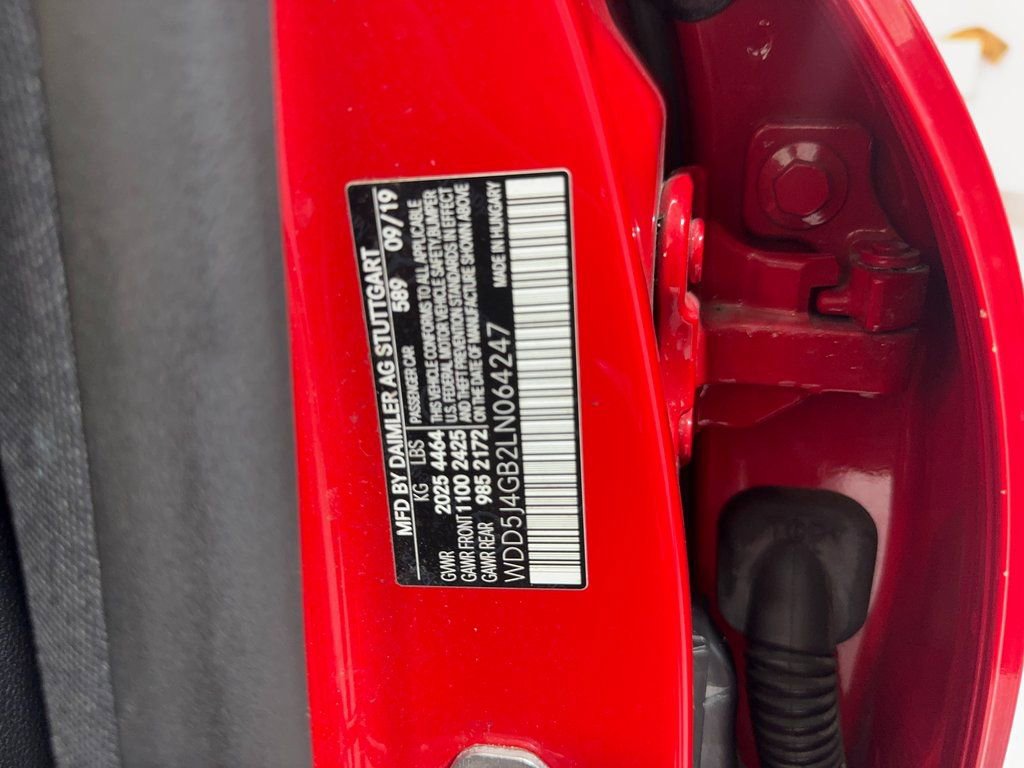 MFD BY DAIMLER AG STUTTGART
KG LBS PASSENGER CAR 589 09/19
GVWR 2025 4464 THIS VEHICLE CONFORMS TO ALL APPLICABLE
U.S. FEDERAL MOTOR VEHICLE SAFETY, BUMPER
GAWR FRONT 1100 2425 AND THEFT PREVENTION STANDARDS IN EFFECT
GAWR REAR 985 2172 ON THE DATE OF MANUFACTURE SHOWN ABOVE
WDD5J4GB2LN064247 MADE IN HUNGARY